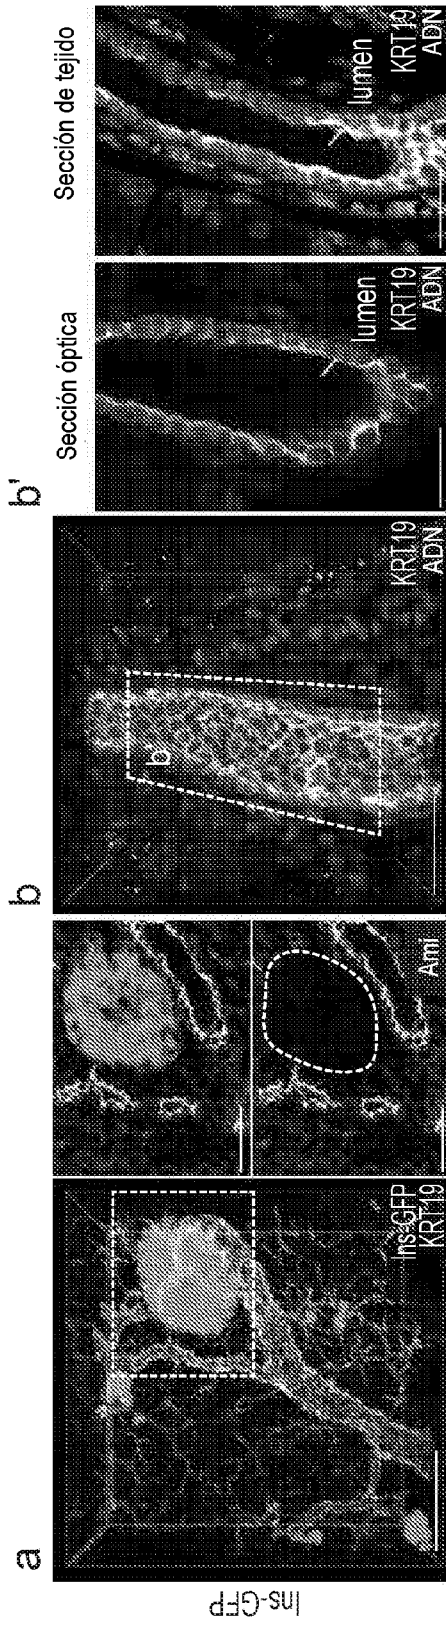 a
Ins-GFP
Ins-GFP
KRT19
Ami
b
b'
KRT19
ADN
b'
Sección óptica
lumen
KRT19
ADN
Sección de tejido
lumen
KRT19
ADN